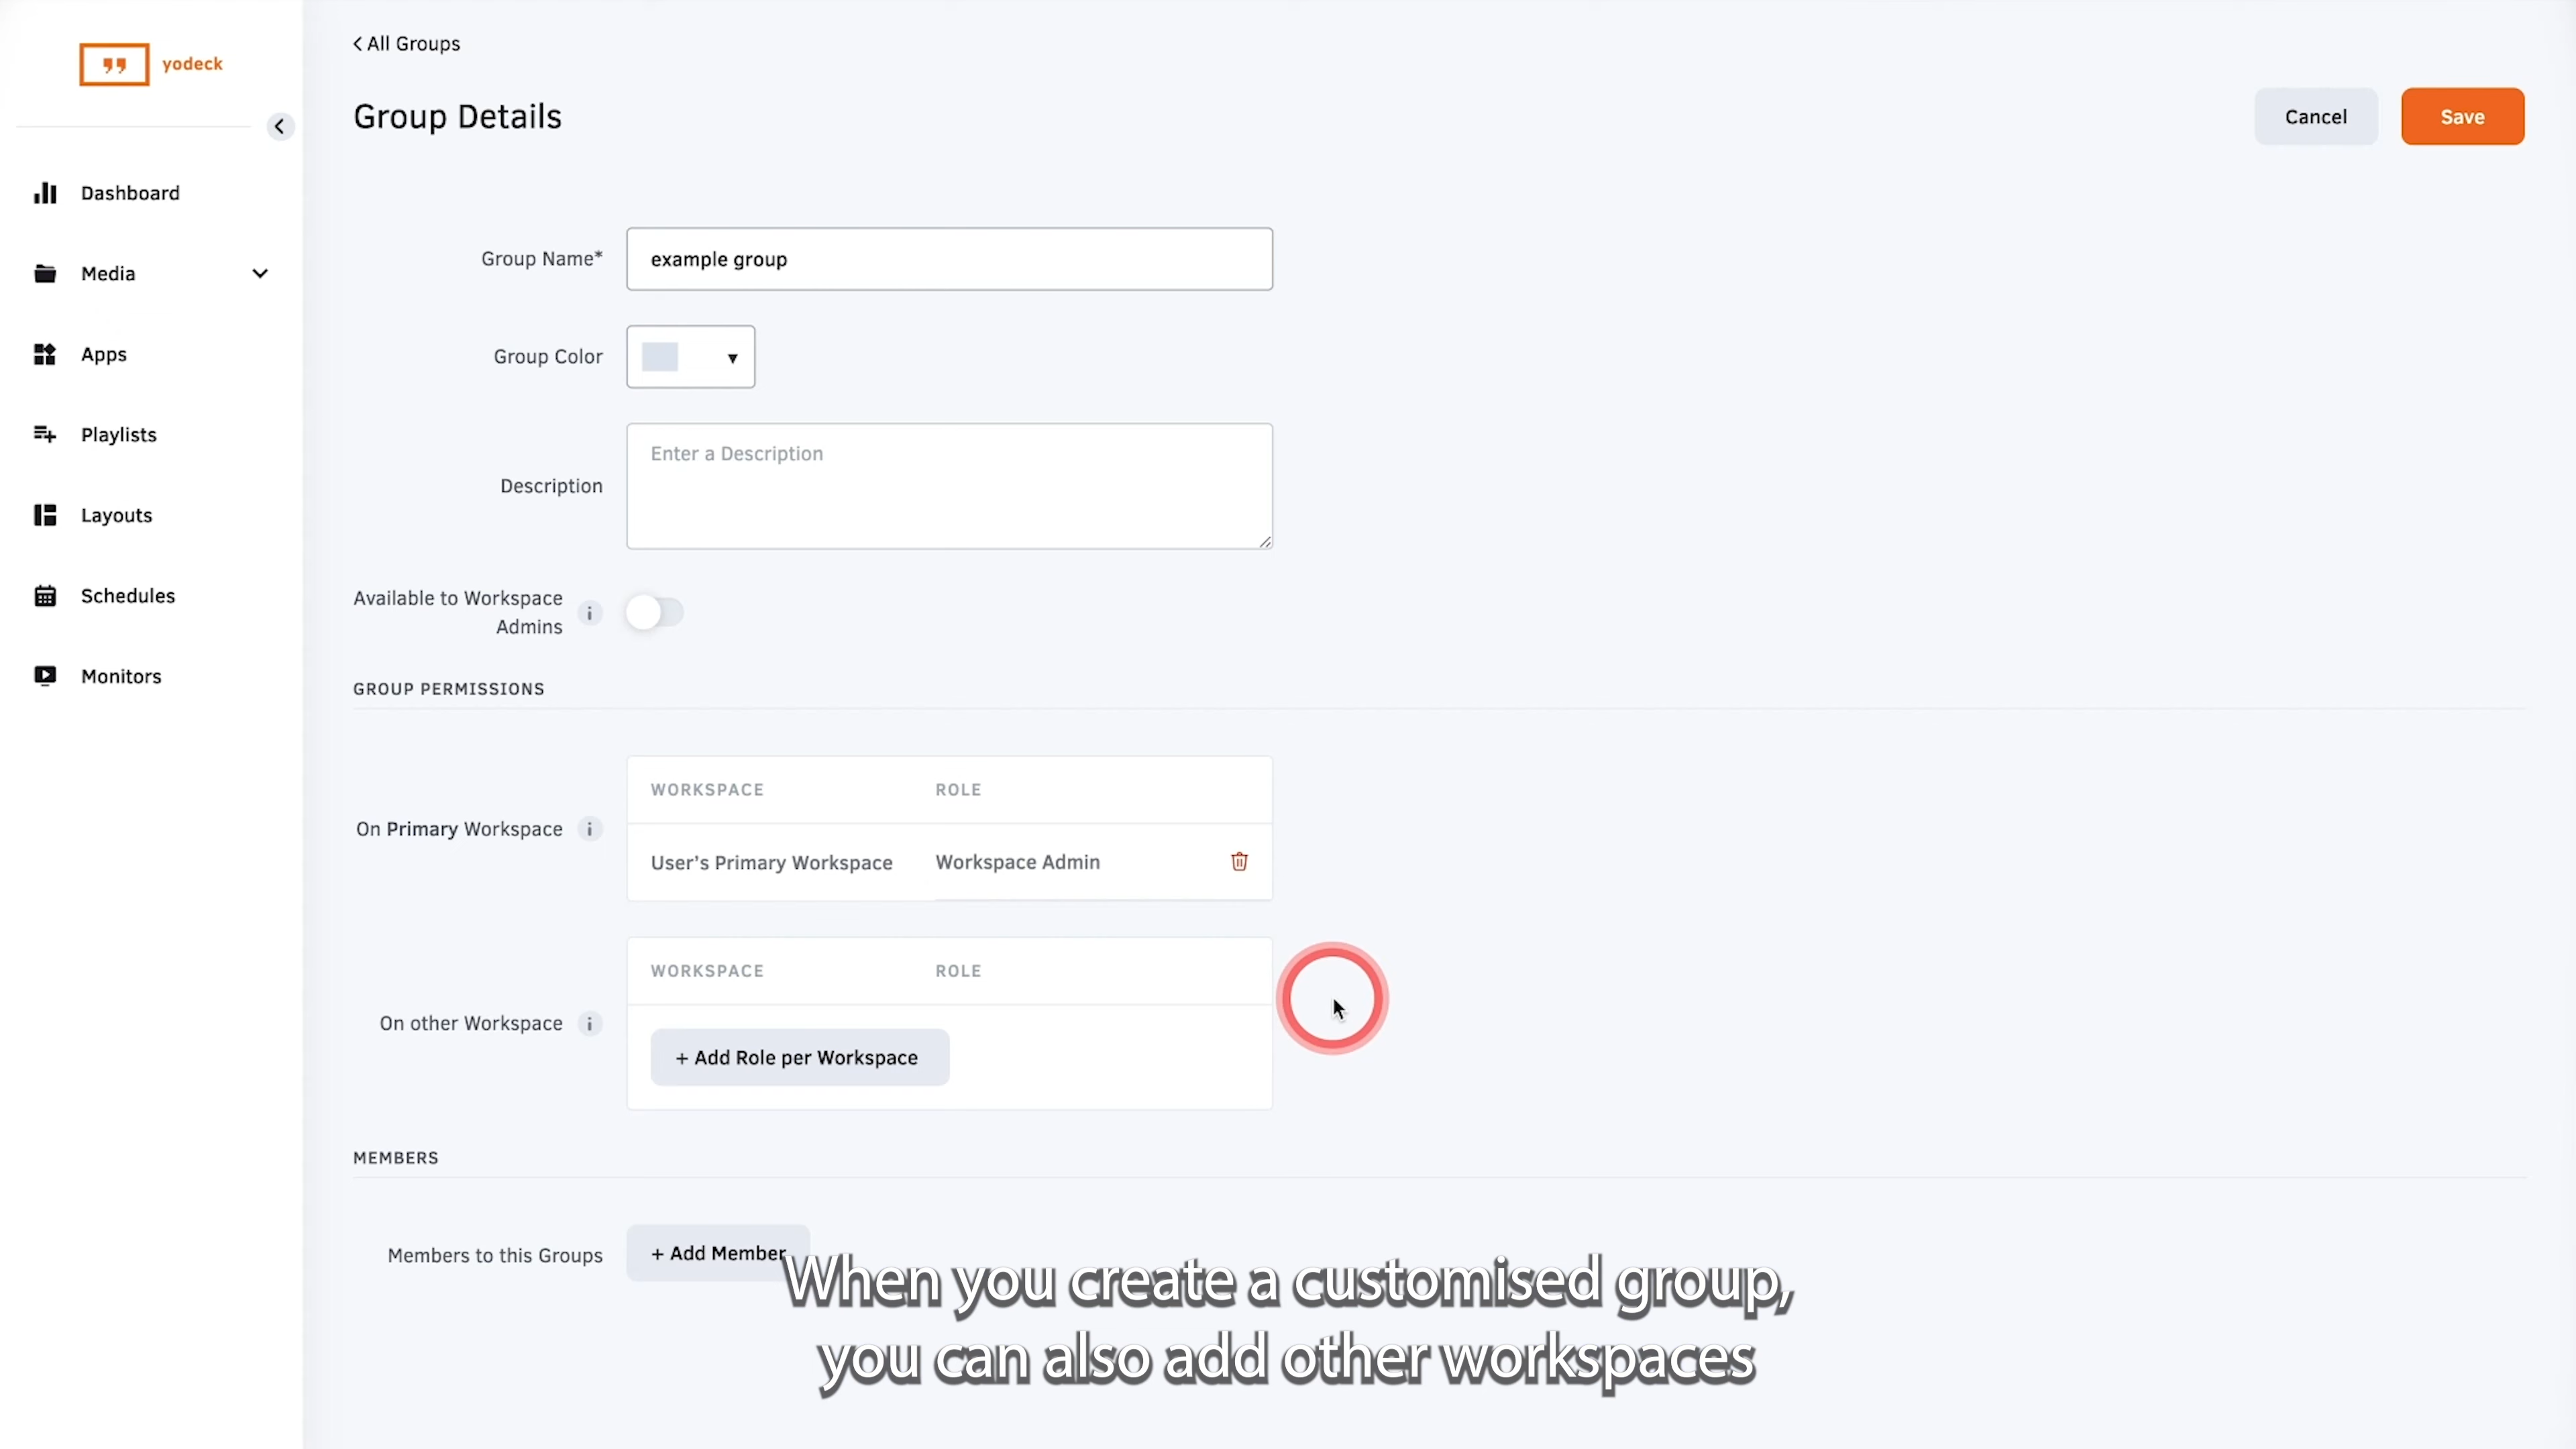 yodeck
< All Groups
Group Details
Cancel
Save
Dashboard
Media
Apps
Playlists
Layouts
Schedules
Monitors
Group Name*
example group
Group Color
Description
Enter a Description
Available to Workspace
Admins
i
GROUP PERMISSIONS
On Primary Workspace i
WORKSPACE ROLE
User's Primary Workspace Workspace Admin
On other Workspace i
WORKSPACE ROLE
+ Add Role per Workspace
MEMBERS
Members to this Groups
+ Add Member
When you create a customised group,
you can also add other workspaces